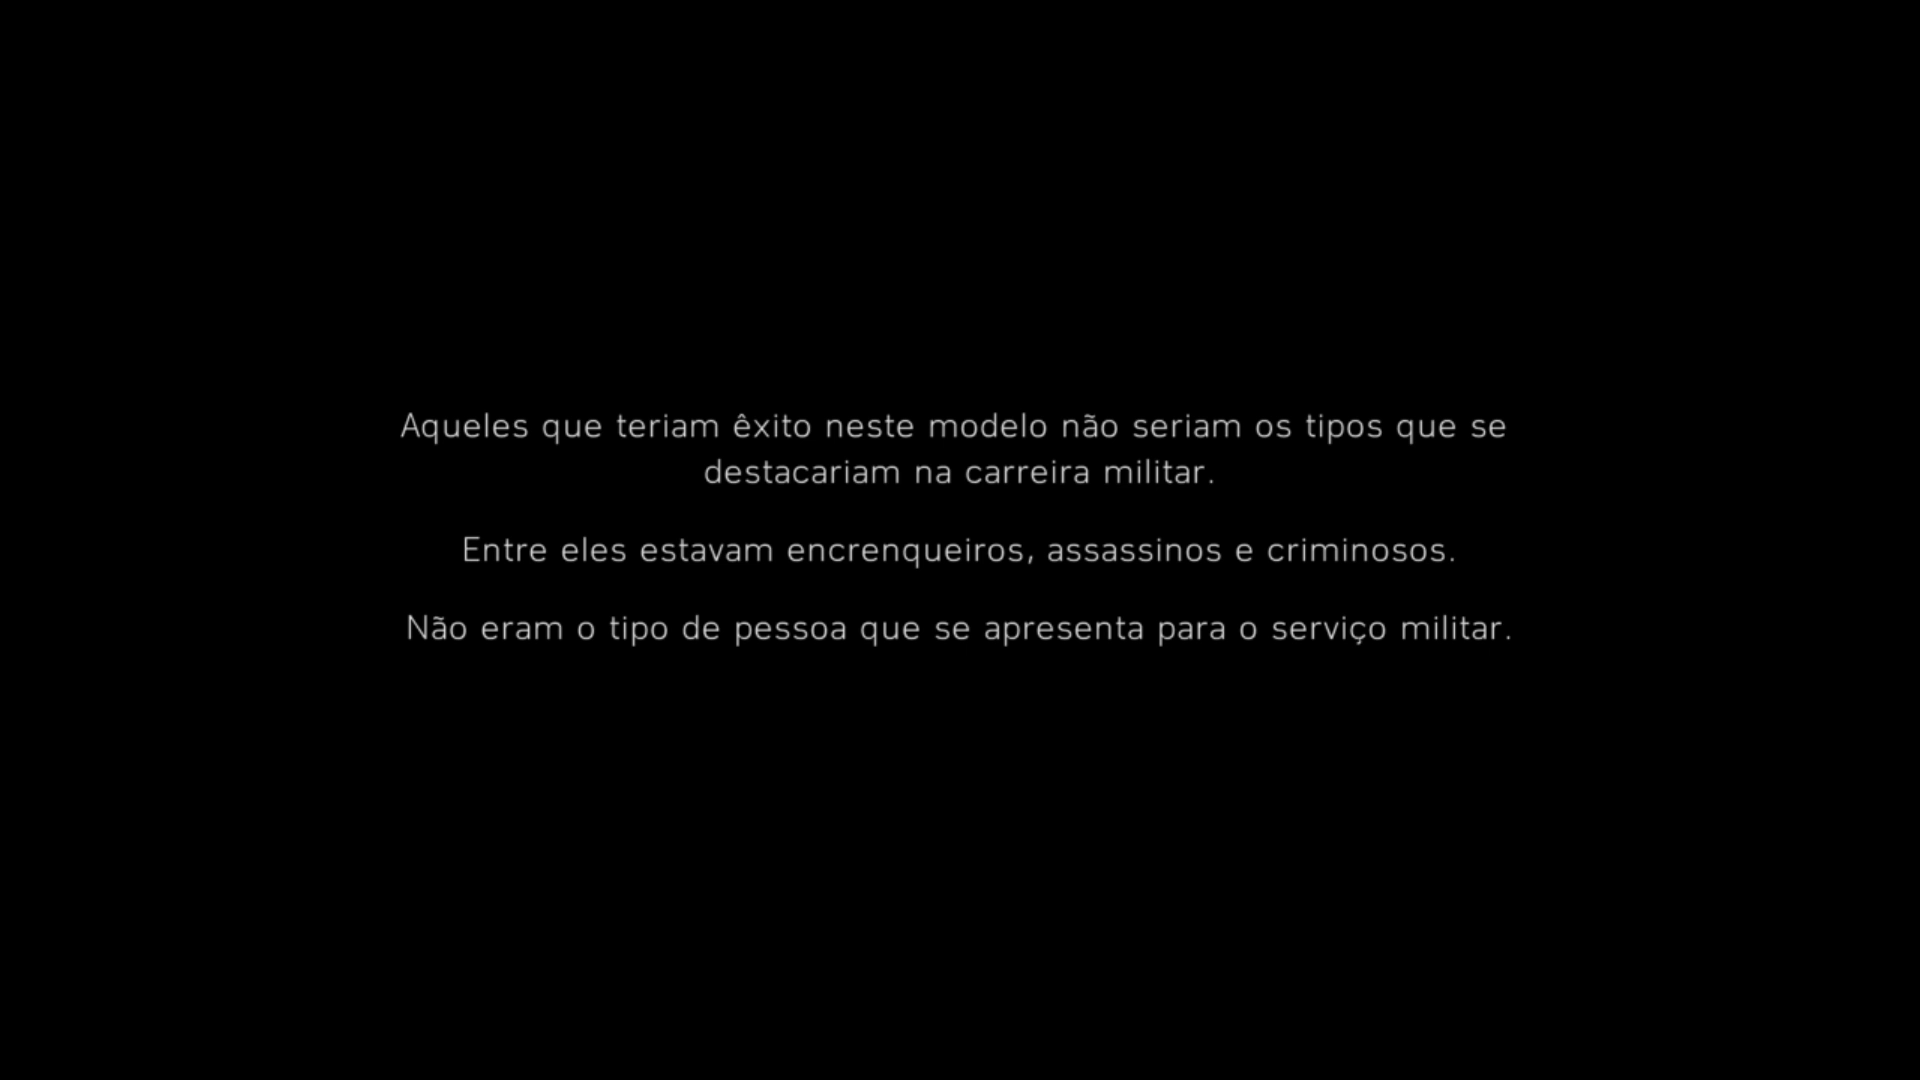 Aqueles que teriam êxito neste modelo não seriam os tipos que se
destacariam na carreira militar.
Entre eles estavam encrenqueiros, assassinos e criminosos.
Não eram o tipo de pessoa que se apresenta para o serviço militar.